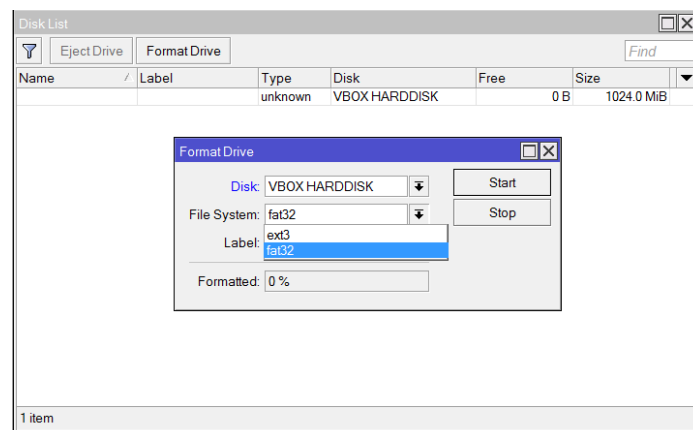 Disk List
Eject Drive Format Drive Find
Name Label Type Disk Free Size
unknown VBOX HARDDISK 0 B 1024.0 MiB
Format Drive
Disk: VBOX HARDDISK Start
File System: fat32 Stop
ext3
Label: fat32
Formatted: 0 %
1 item